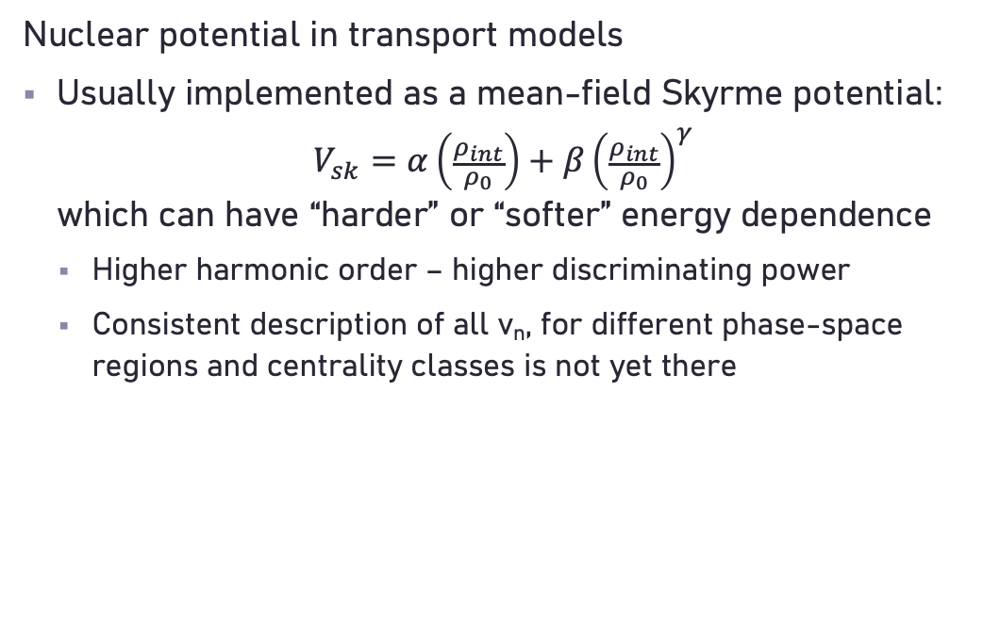 Nuclear potential in transport models
▪ Usually implemented as a mean-field Skyrme potential:
$V_{sk} = \alpha \left(\frac{\rho_{int}}{\rho_0}\right) + \beta \left(\frac{\rho_{int}}{\rho_0}\right)^{\gamma}$
which can have “harder” or “softer” energy dependence
▪ Higher harmonic order – higher discriminating power
▪ Consistent description of all v_n, for different phase-space
regions and centrality classes is not yet there